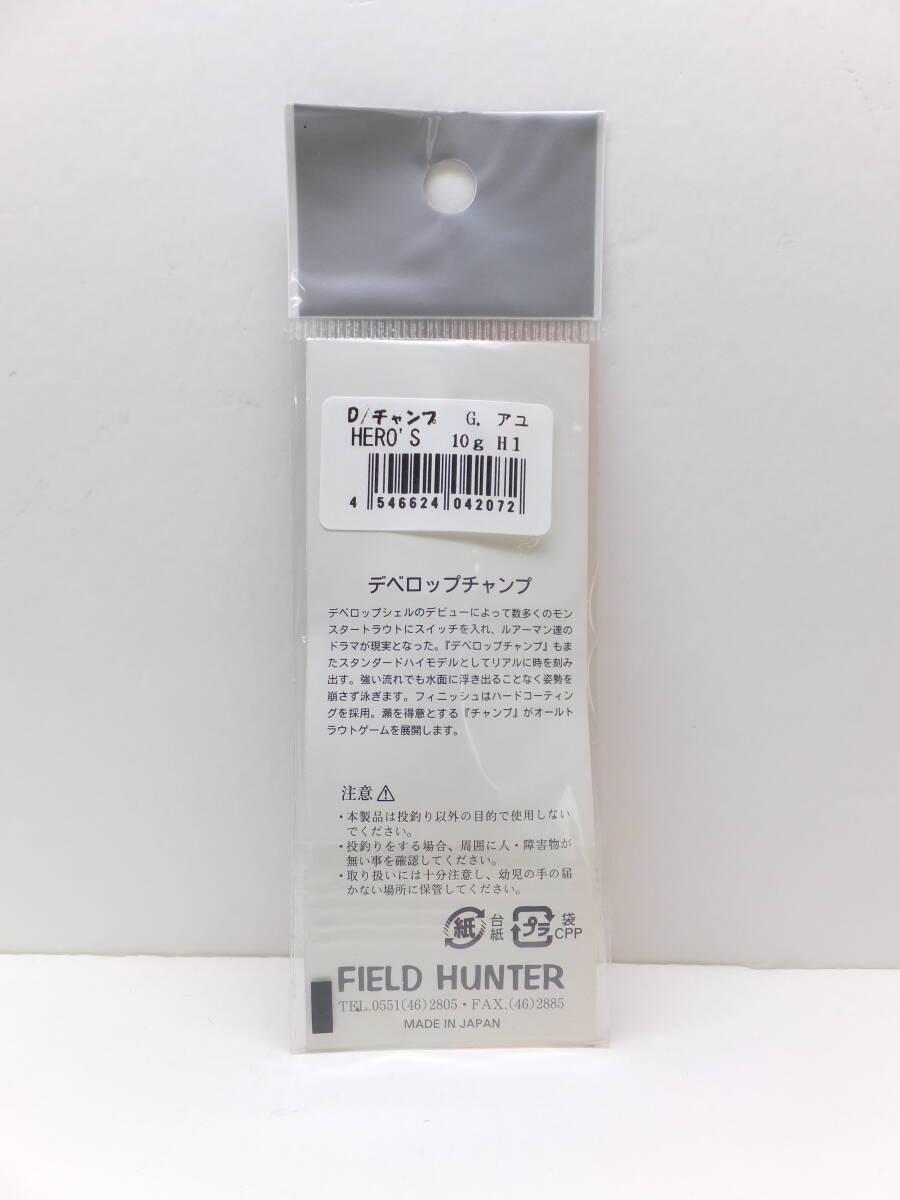 D/チャンプ G. アユ
HERO'S 10g H1
4 546624 042072
デベロップチャンプ
デベロップシェルのデビューによって数多くのモン
スタートラウトにスイッチを入れ、ルアーマン達の
ドラマが現実となった。『デベロップチャンプ』もま
たスタンダードハイモデルとしてリアルに時を刻み
出す。強い流れでも水面に浮き出ることなく姿勢を
崩さず泳ぎます。フィニッシュはハードコーティン
グを採用。瀬を得意とする『チャンプ』がオールト
ラウトゲームを展開します。
注意⚠
・本製品は投釣り以外の目的で使用しない
でください。
・投釣りをする場合、周囲に人・障害物が
無い事を確認してください。
・取り扱いには十分注意し、幼児の手の届
かない場所に保管してください。
紙 台紙 プラ 袋 CPP
FIELD HUNTER
TEL.0551(46)2805・FAX.(46)2885
MADE IN JAPAN